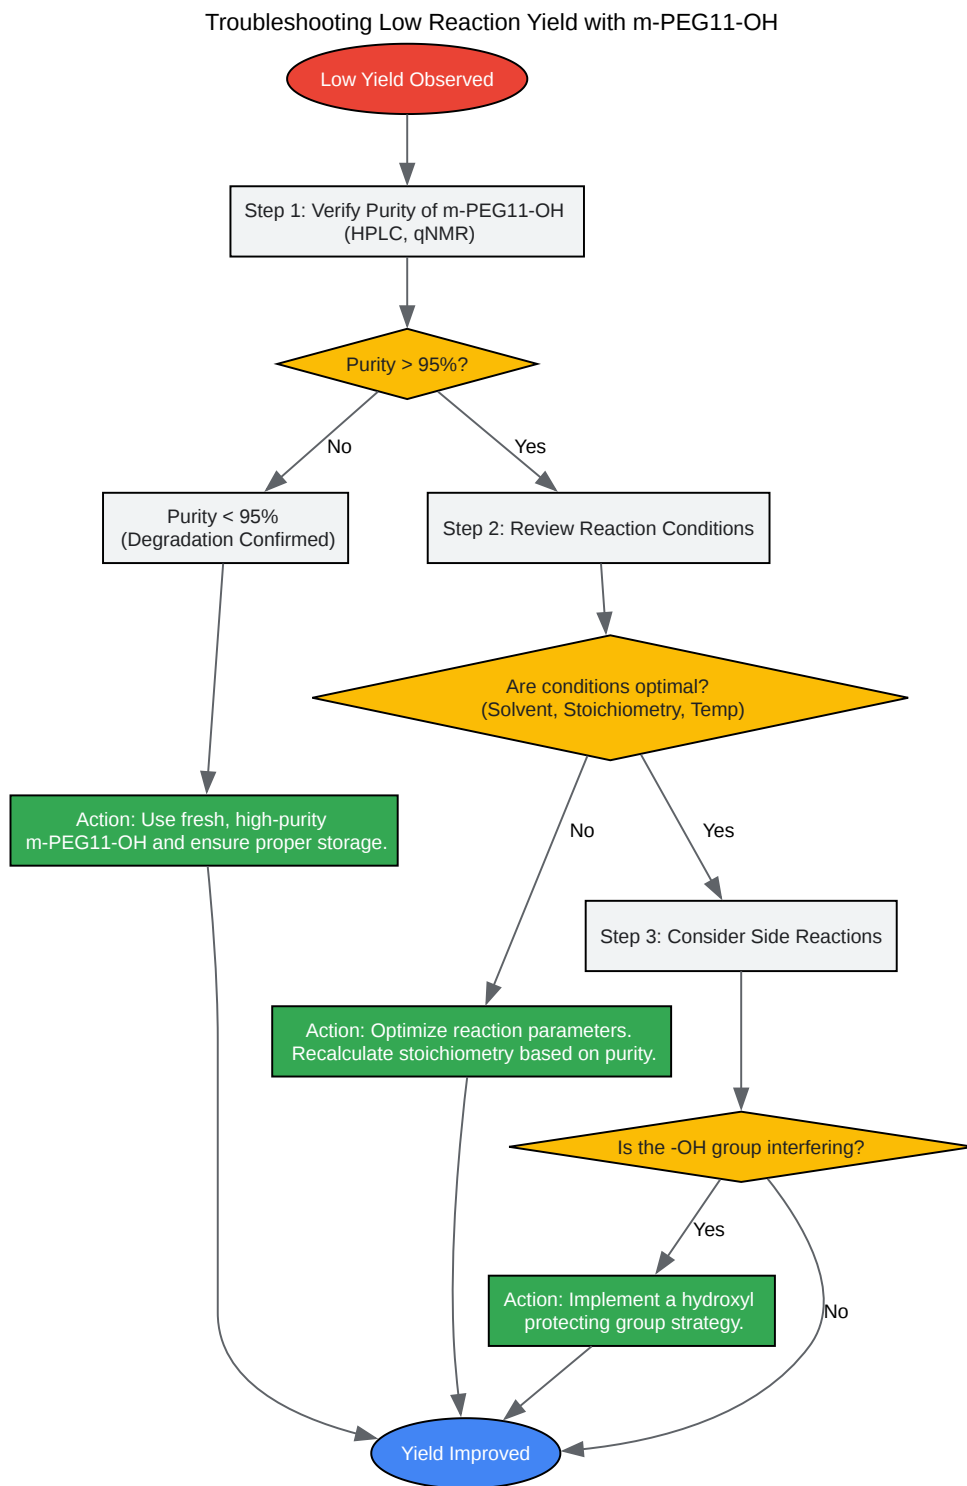 Troubleshooting Low Reaction Yield with m-PEG11-OH
Low Yield Observed
Step 1: Verify Purity of m-PEG11-OH
(HPLC, qNMR)
Purity > 95%?
No
Yes
Purity < 95%
(Degradation Confirmed)
Step 2: Review Reaction Conditions
Are conditions optimal?
(Solvent, Stoichiometry, Temp)
Action: Use fresh, high-purity
m-PEG11-OH and ensure proper storage.
No
Yes
Step 3: Consider Side Reactions
Action: Optimize reaction parameters.
Recalculate stoichiometry based on purity.
Is the -OH group interfering?
Yes
No
Action: Implement a hydroxyl
protecting group strategy.
Yield Improved